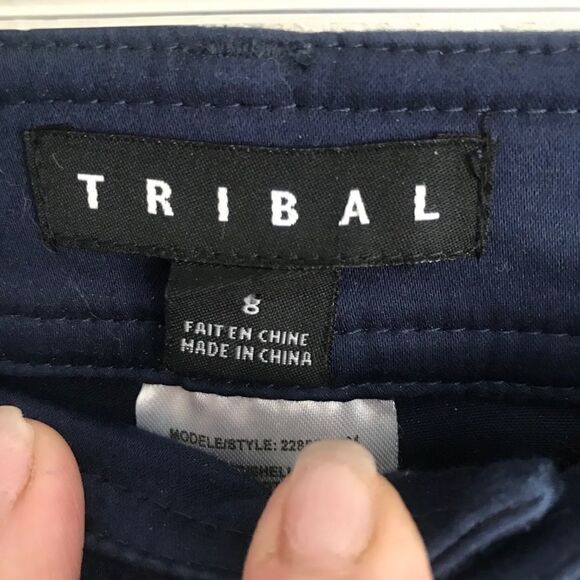 TRIBAL
8
FAIT EN CHINE
MADE IN CHINA
MODELE/STYLE: